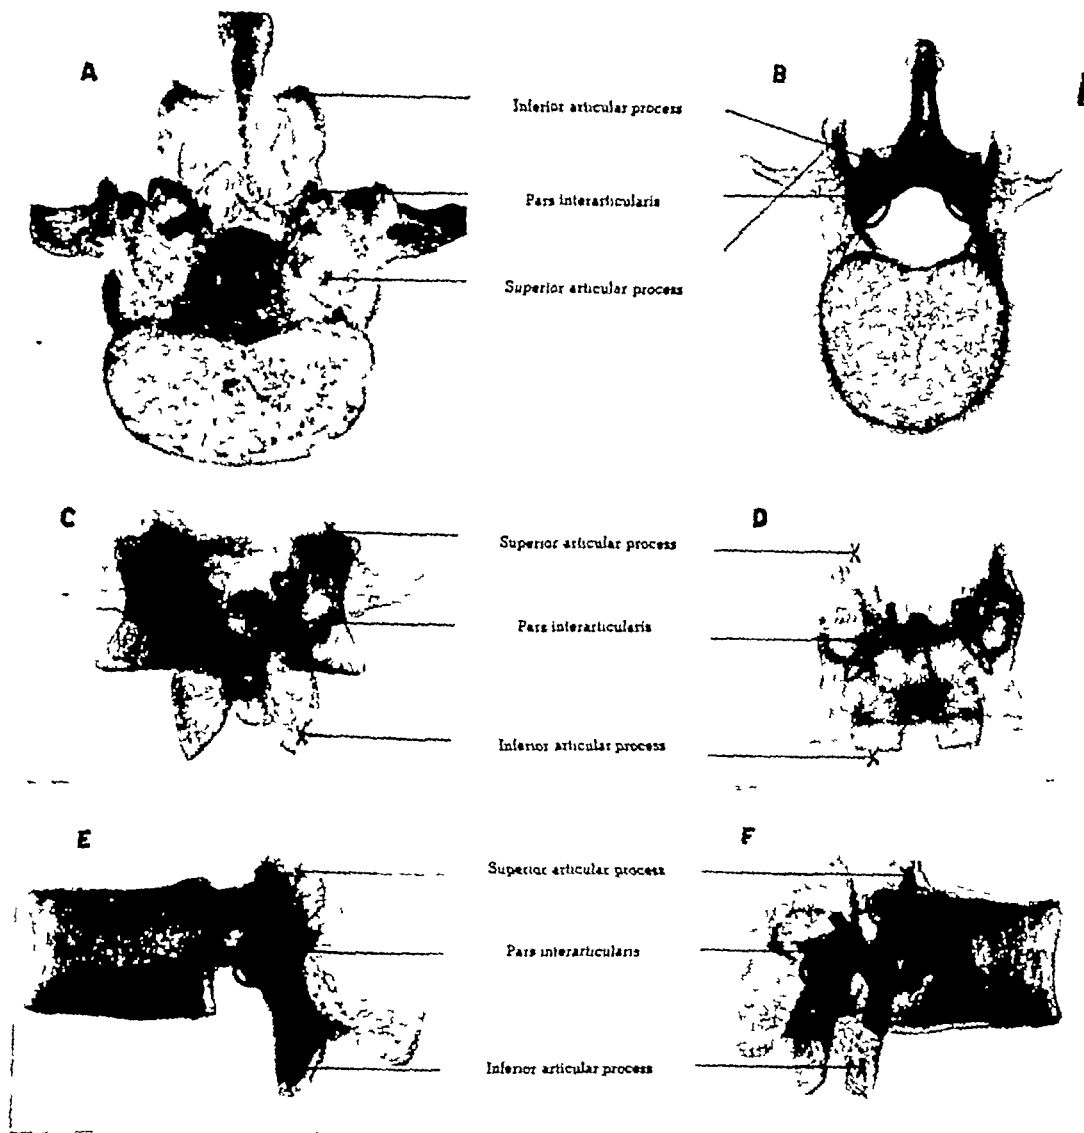 A
B
Inferior articular process
Pars interarticularis
Superior articular process
C
D
Superior articular process
Pars interarticularis
Inferior articular process
E
F
Superior articular process
Pars interarticularis
Inferior articular process